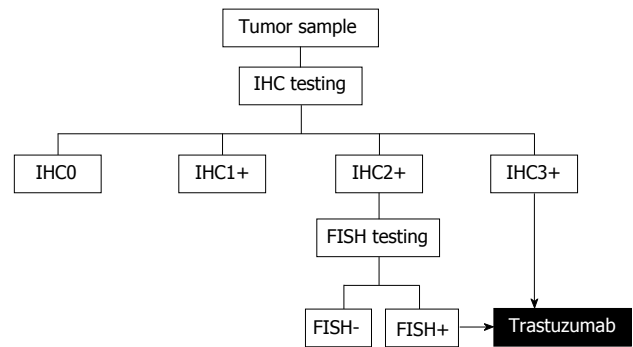 Tumor sample
IHC testing
IHC0
IHC1+
IHC2+
IHC3+
FISH testing
FISH-
FISH+
Trastuzumab